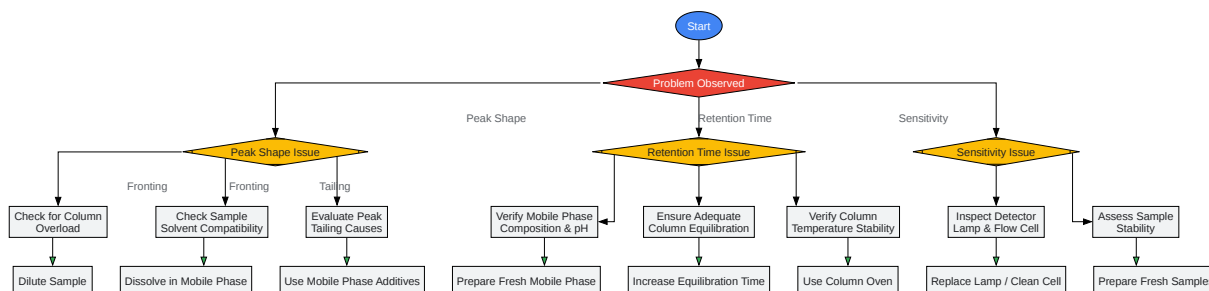 Start
Problem Observed
Peak Shape
Retention Time
Sensitivity
Peak Shape Issue
Retention Time Issue
Sensitivity Issue
Fronting
Fronting
Tailing
Check for Column
Overload
Check Sample
Solvent Compatibility
Evaluate Peak
Tailing Causes
Verify Mobile Phase
Composition & pH
Ensure Adequate
Column Equilibration
Verify Column
Temperature Stability
Inspect Detector
Lamp & Flow Cell
Assess Sample
Stability
Dilute Sample
Dissolve in Mobile Phase
Use Mobile Phase Additives
Prepare Fresh Mobile Phase
Increase Equilibration Time
Use Column Oven
Replace Lamp / Clean Cell
Prepare Fresh Samples